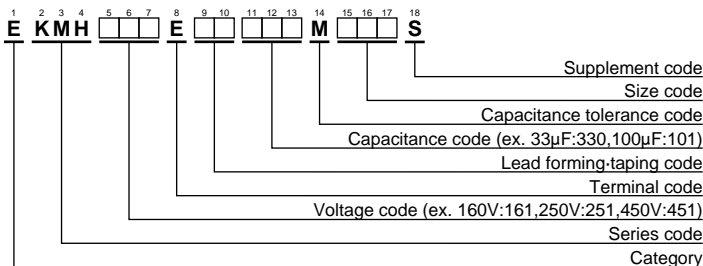 1 2 3 4 5 6 7 8 9 10 11 12 13 14 15 16 17 18
E KMH □□□ E □□ □□□ M □□□ S
Supplement code
Size code
Capacitance tolerance code
Capacitance code (ex. 33µF:330,100µF:101)
Lead forming·taping code
Terminal code
Voltage code (ex. 160V:161,250V:251,450V:451)
Series code
Category